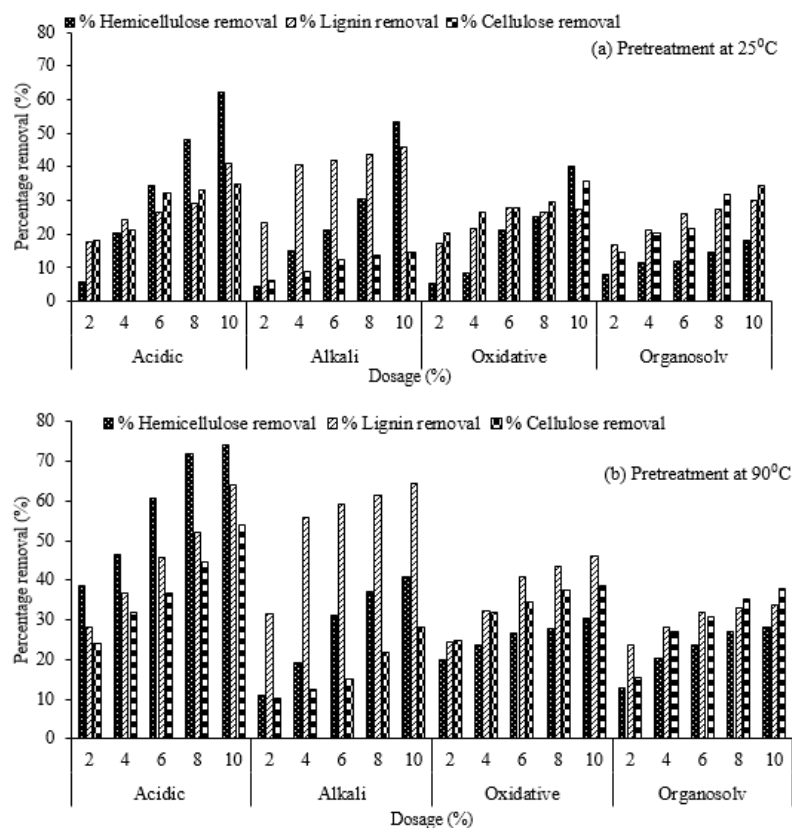 % Hemicellulose removal % Lignin removal % Cellulose removal
(a) Pretreatment at 25⁰C
Percentage removal (%)
80
70
60
50
40
30
20
10
0
2 4 6 8 10 2 4 6 8 10 2 4 6 8 10 2 4 6 8 10
Acidic Alkali Oxidative Organosolv
Dosage (%)
% Hemicellulose removal % Lignin removal % Cellulose removal
(b) Pretreatment at 90⁰C
Percentage removal (%)
80
70
60
50
40
30
20
10
0
2 4 6 8 10 2 4 6 8 10 2 4 6 8 10 2 4 6 8 10
Acidic Alkali Oxidative Organosolv
Dosage (%)